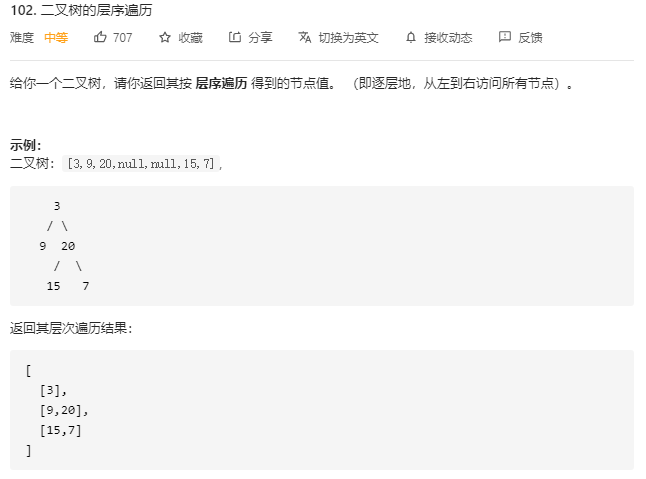 102. 二叉树的层序遍历
难度 中等 707 收藏 分享 切换为英文 接收动态 反馈
给你一个二叉树，请你返回其按 层序遍历 得到的节点值。 （即逐层地，从左到右访问所有节点）。
示例：
二叉树：[3,9,20,null,null,15,7],
3
/ \
9 20
/ \
15 7
返回其层次遍历结果：
[
[3],
[9,20],
[15,7]
]